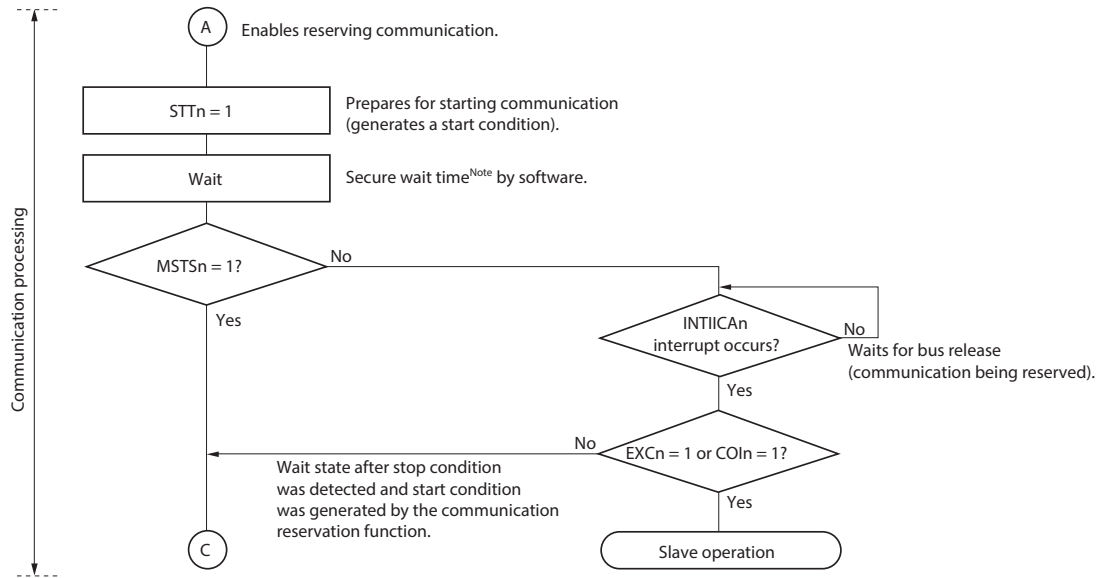 A
Enables reserving communication.
STTn = 1
Prepares for starting communication
(generates a start condition).
Wait
Secure wait timeNote by software.
MSTSn = 1?
No
Yes
INTIICAn
interrupt occurs?
No
Waits for bus release
(communication being reserved).
Yes
EXCn = 1 or COIn = 1?
No
Wait state after stop condition
was detected and start condition
was generated by the communication
reservation function.
Yes
C
Slave operation
Communication processing